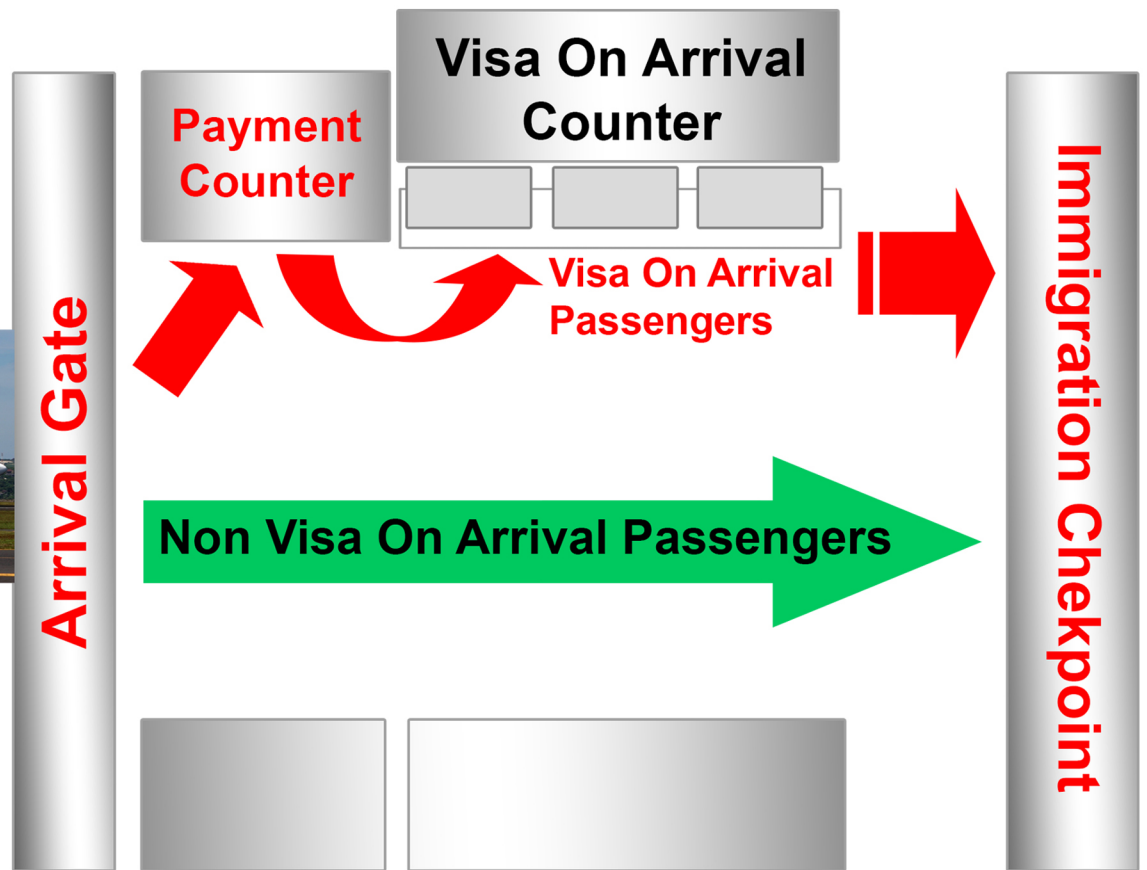 Visa On Arrival
Counter
Payment
Counter
Arrival Gate
Visa On Arrival
Passengers
Non Visa On Arrival Passengers
Immigration Chekpoint